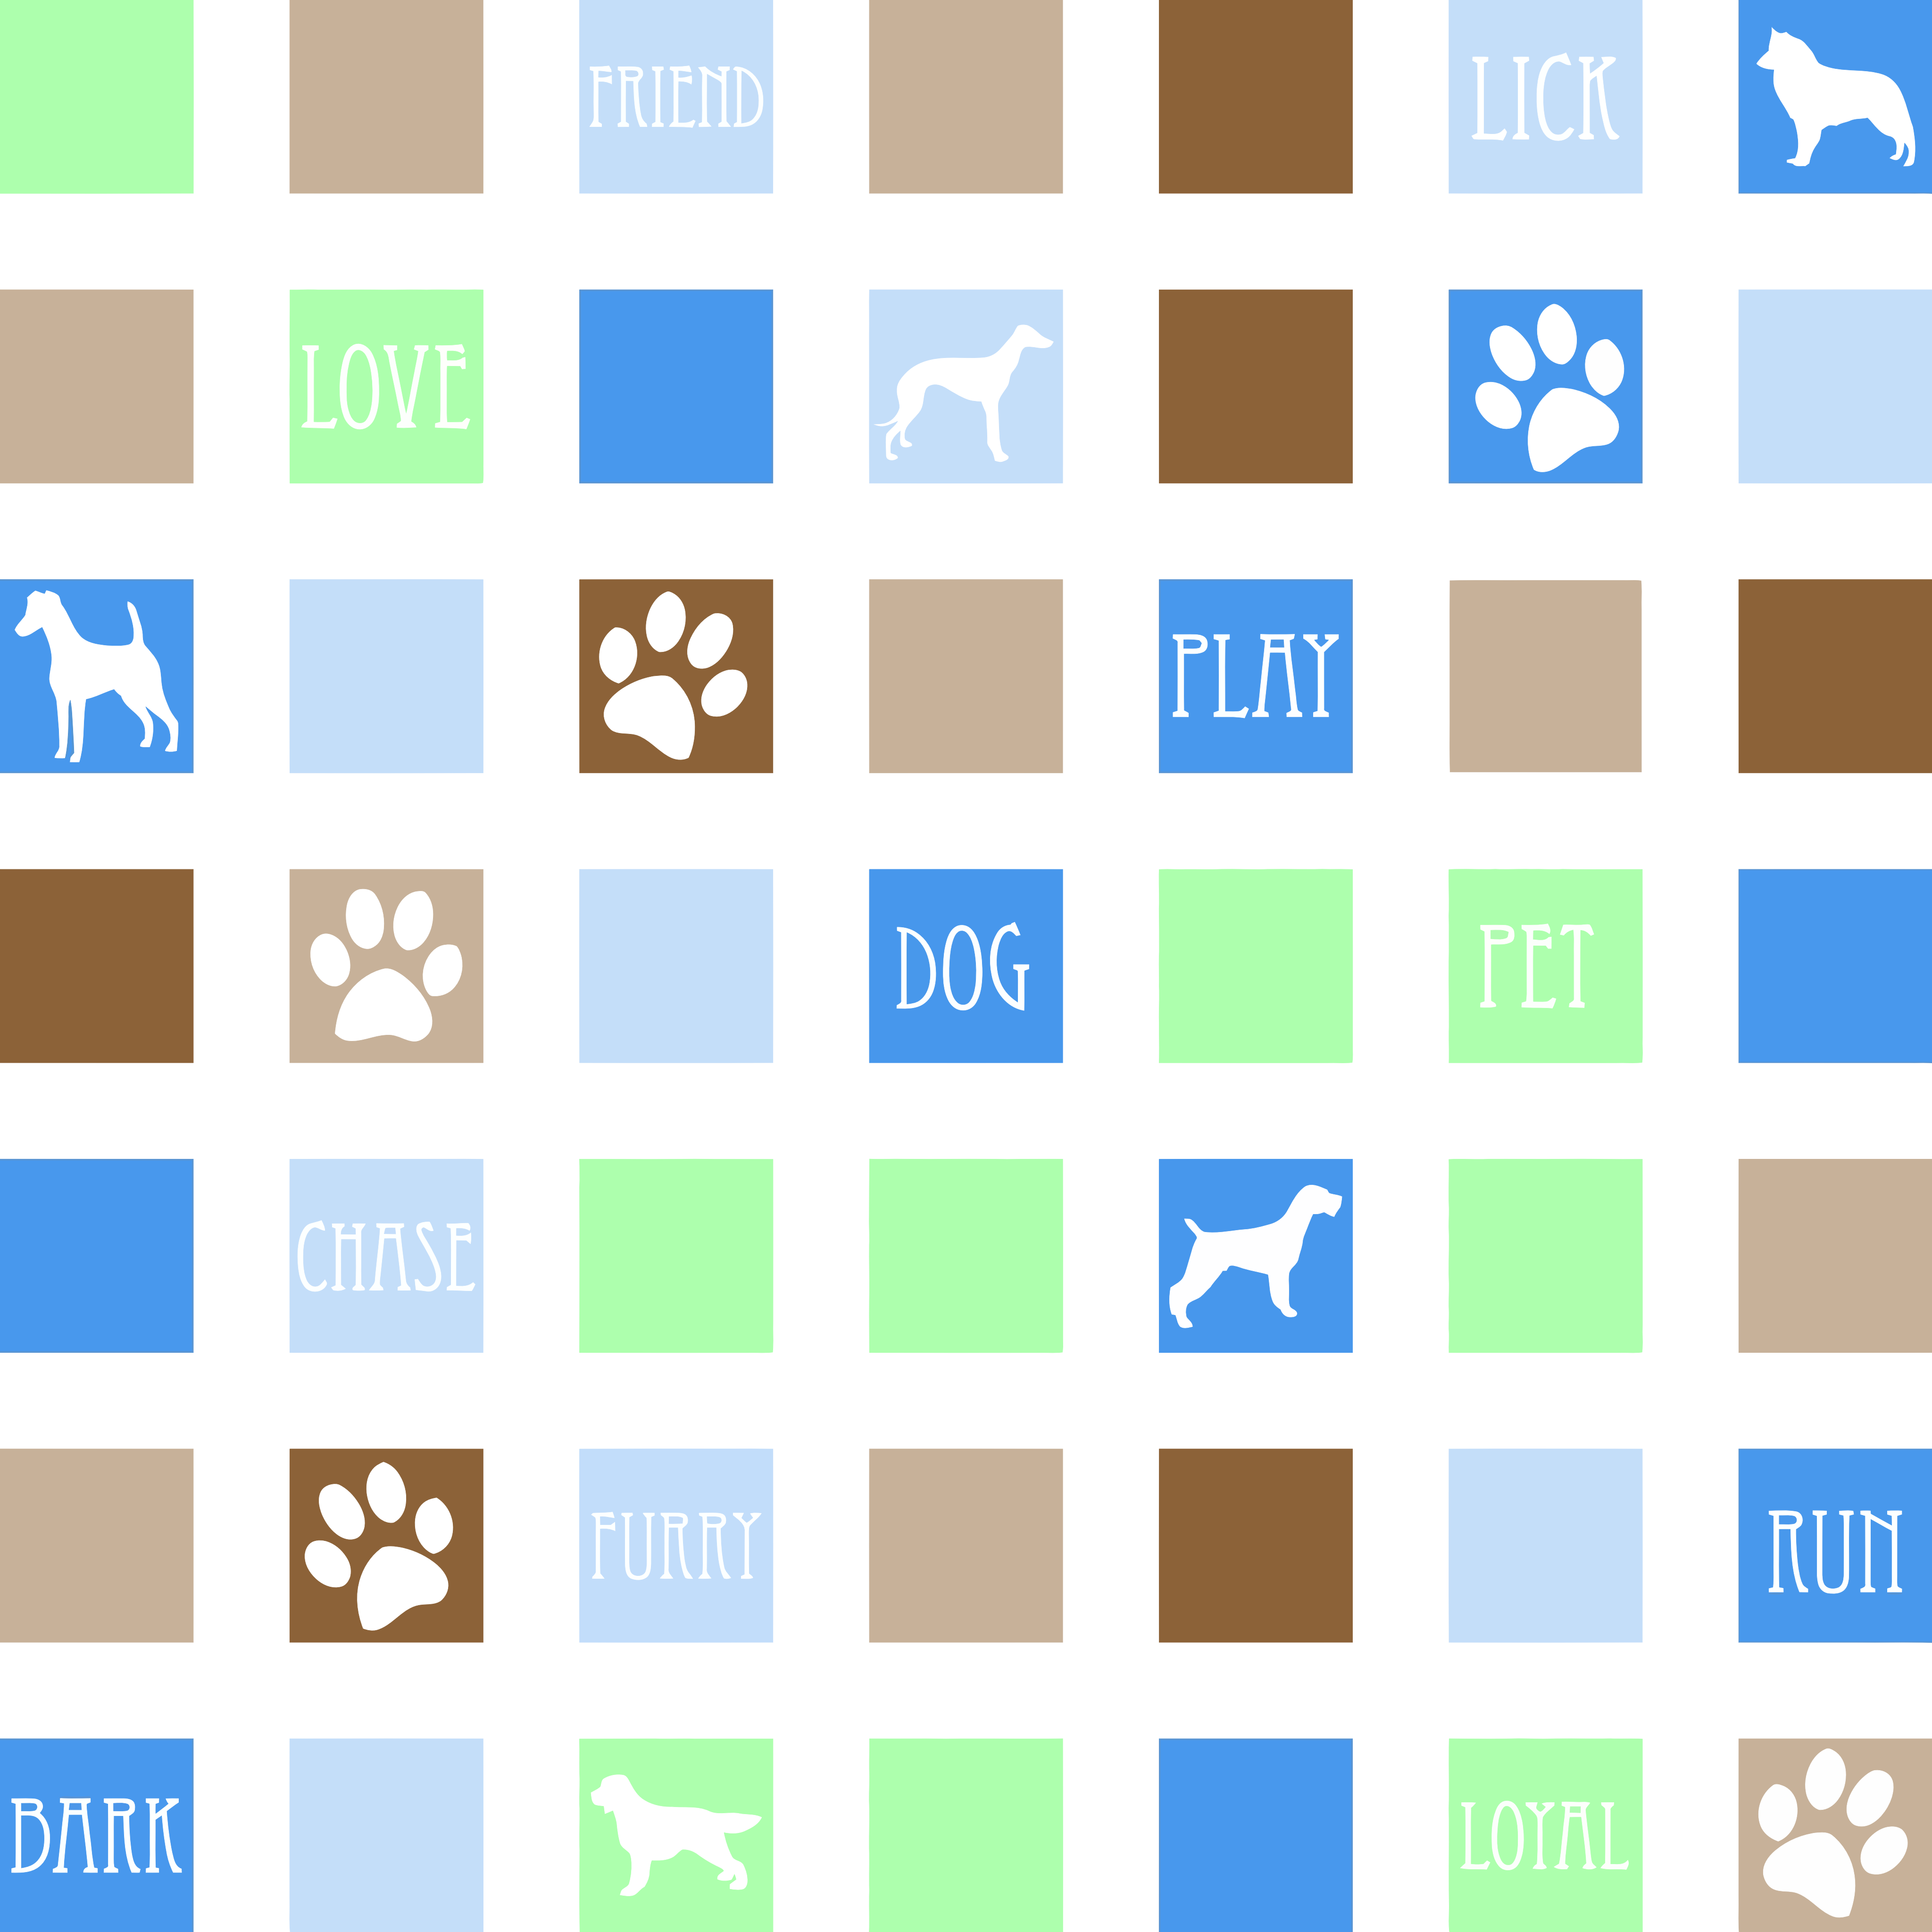 FRIEND
LICK
LOVE
PLAY
DOG
PET
CHASE
FURRY
RUN
BARK
LOYAL